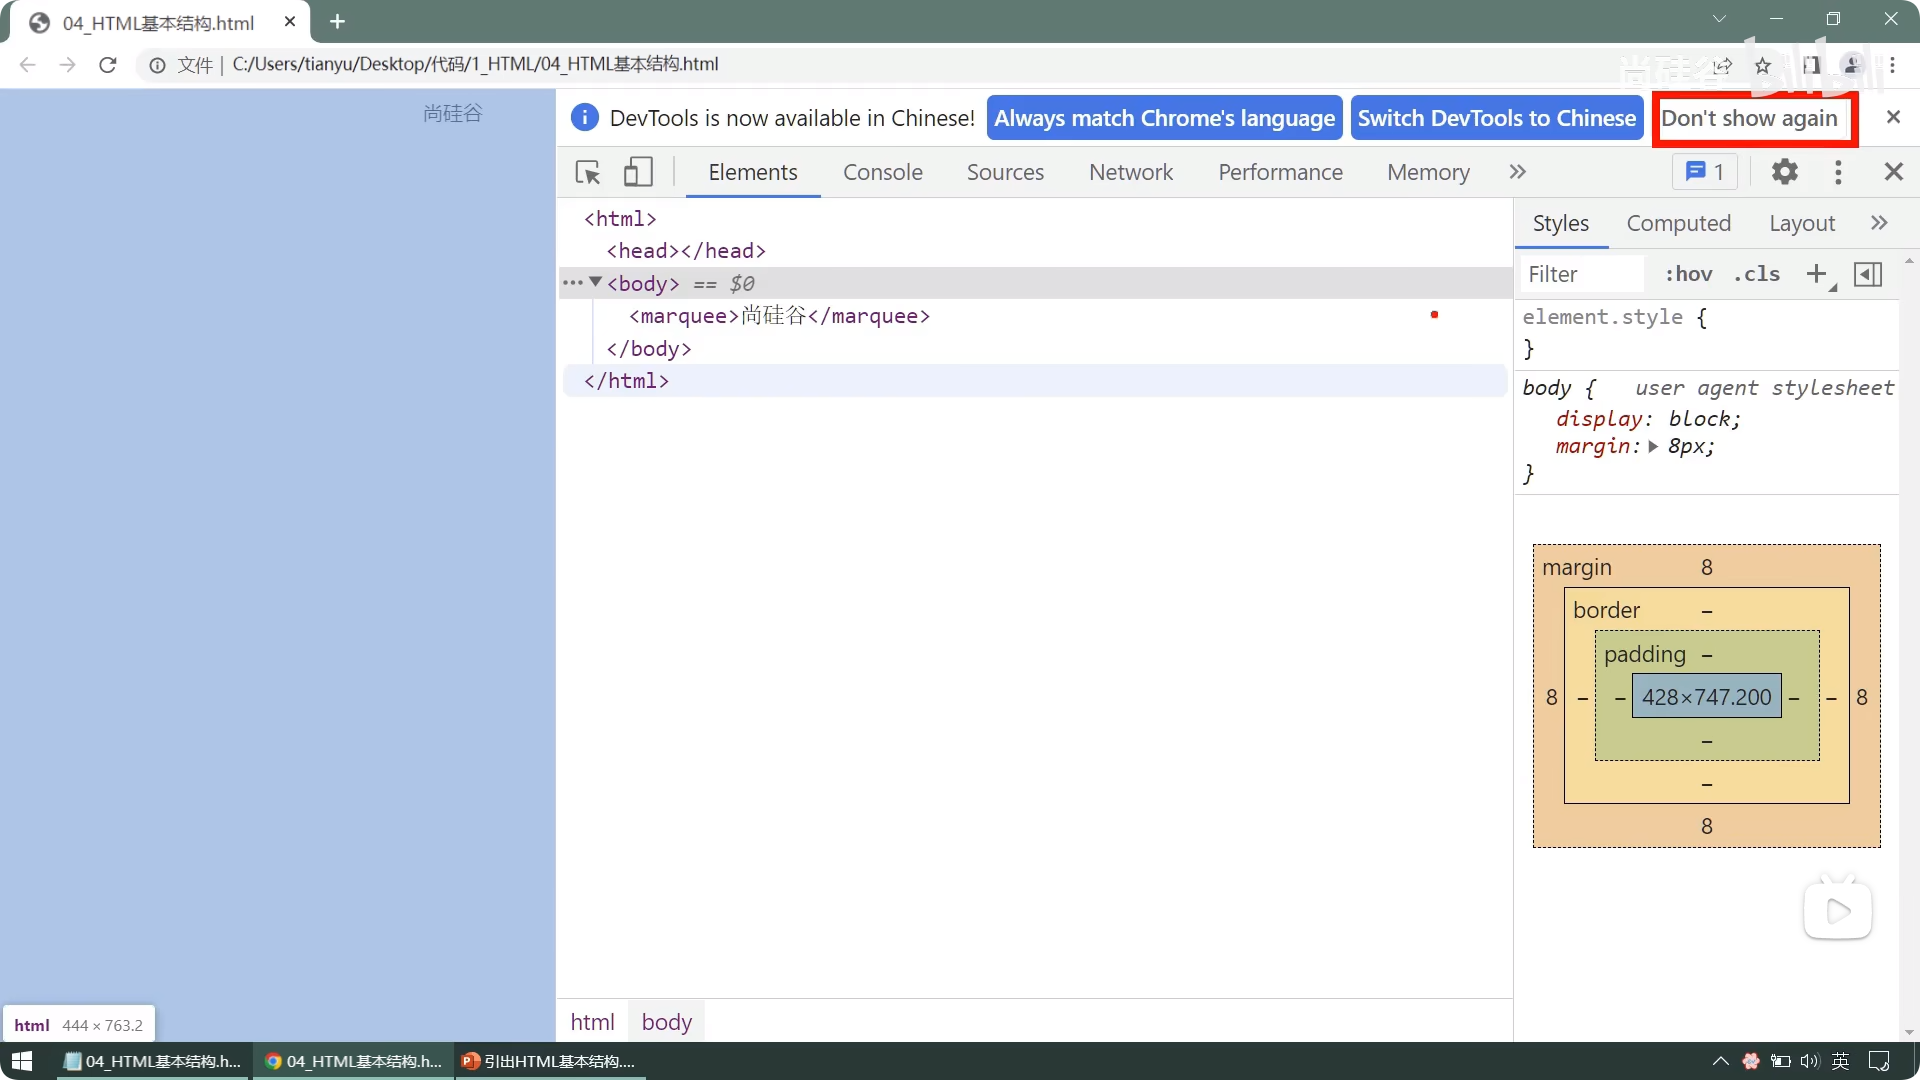 04_HTML基本结构.html
文件 | C:/Users/tianyu/Desktop/代码/1_HTML/04_HTML基本结构.html
尚硅谷 bilibili
尚硅谷
DevTools is now available in Chinese! Always match Chrome's language Switch DevTools to Chinese Don't show again
Elements Console Sources Network Performance Memory 1
<html>
<head></head>
<body> == $0
<marquee>尚硅谷</marquee>
</body>
</html>
Styles Computed Layout
Filter :hov .cls
element.style {
}
body { user agent stylesheet
display: block;
margin: 8px;
}
margin 8
border –
padding –
8 – – 428×747.200 – – 8
–
–
8
html body
html 444 × 763.2
04_HTML基本结构.h... 04_HTML基本结构.h... 引出HTML基本结构.... 英